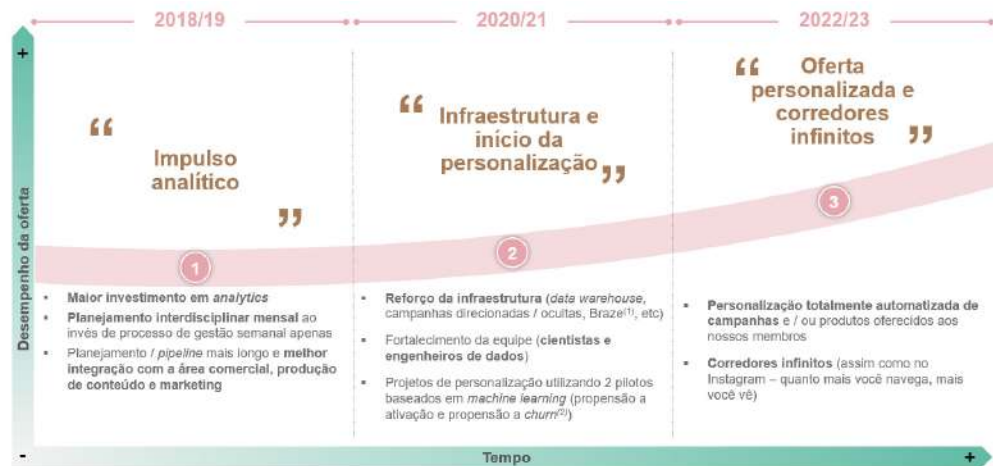 2018/19
2020/21
2022/23
+
Desempenho da oferta
-
“
Impulso
analítico
”
1
▪ Maior investimento em analytics
▪ Planejamento interdisciplinar mensal ao
invés de processo de gestão semanal apenas
▪ Planejamento / pipeline mais longo e melhor
integração com a área comercial, produção
de conteúdo e marketing
“
Infraestrutura e
início da
personalização
”
2
▪ Reforço da infraestrutura (data warehouse,
campanhas direcionadas / ocultas, Braze(1), etc)
▪ Fortalecimento da equipe (cientistas e
engenheiros de dados)
▪ Projetos de personalização utilizando 2 pilotos
baseados em machine learning (propensão a
ativação e propensão a churn(2))
“
Oferta
personalizada e
corredores
infinitos
”
3
▪ Personalização totalmente automatizada de
campanhas e / ou produtos oferecidos aos
nossos membros
▪ Corredores infinitos (assim como no
Instagram – quanto mais você navega, mais
você vê)
Tempo
+